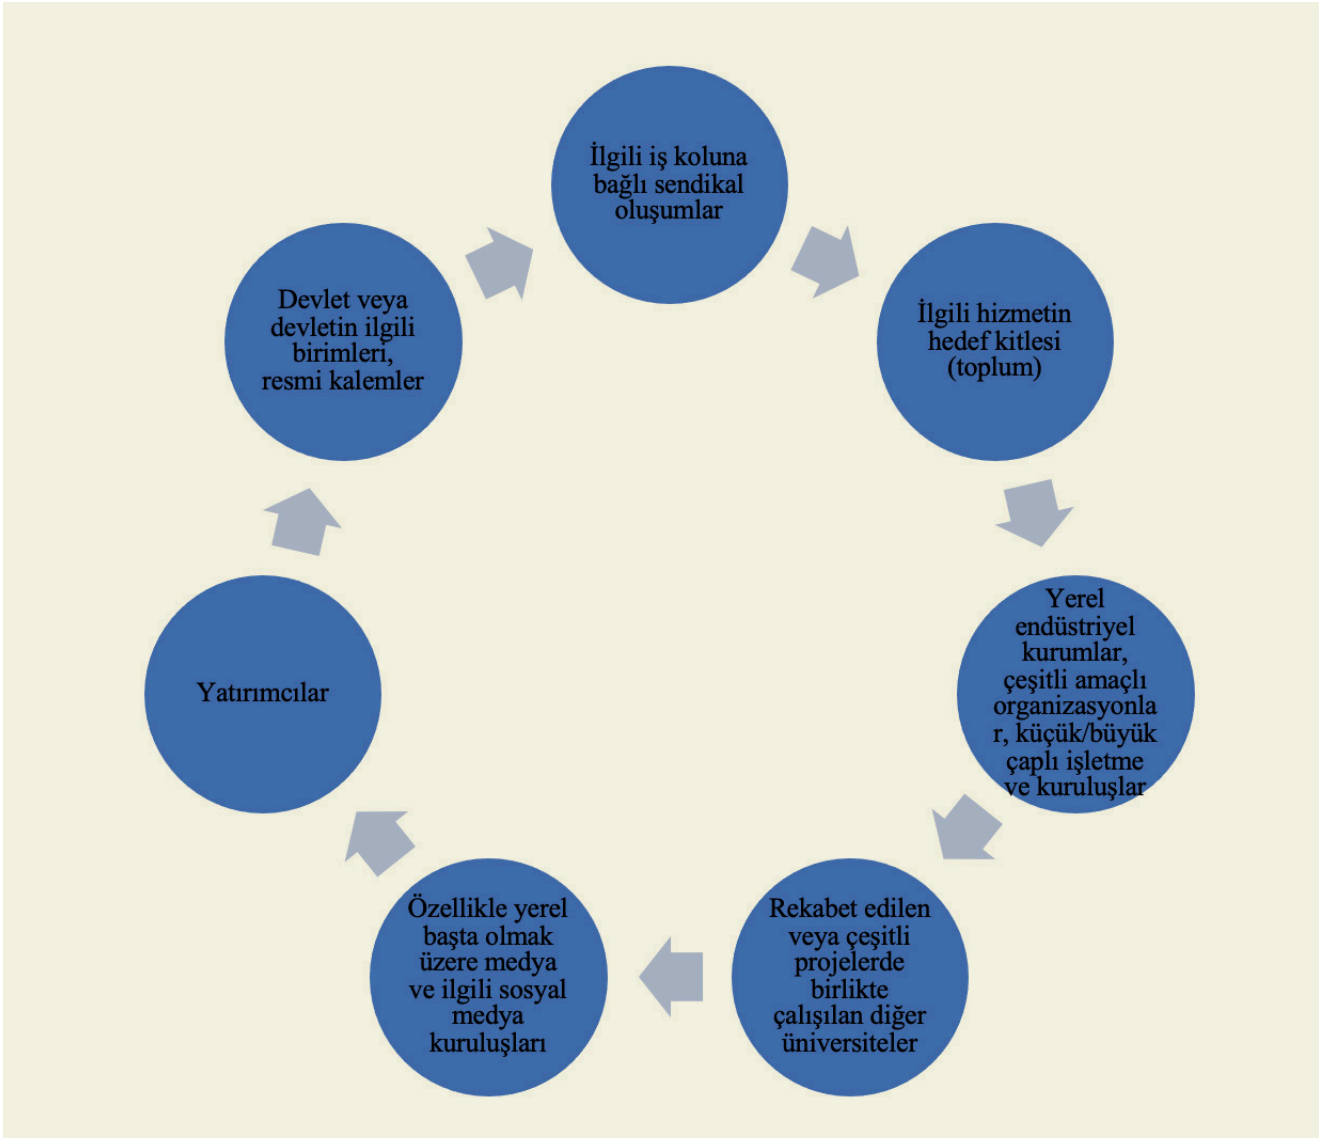 İlgili iş koluna
bağlı sendikal
oluşumlar
İlgili hizmetin
hedef kitlesi
(toplum)
Yerel
endüstriyel
kurumlar,
çeşitli amaçlı
organizasyonla
r, küçük/büyük
çaplı işletme
ve kuruluşlar
Rekabet edilen
veya çeşitli
projelerde
birlikte
çalışılan diğer
üniversiteler
Özellikle yerel
başta olmak
üzere medya
ve ilgili sosyal
medya
kuruluşları
Yatırımcılar
Devlet veya
devletin ilgili
birimleri,
resmi kalemler